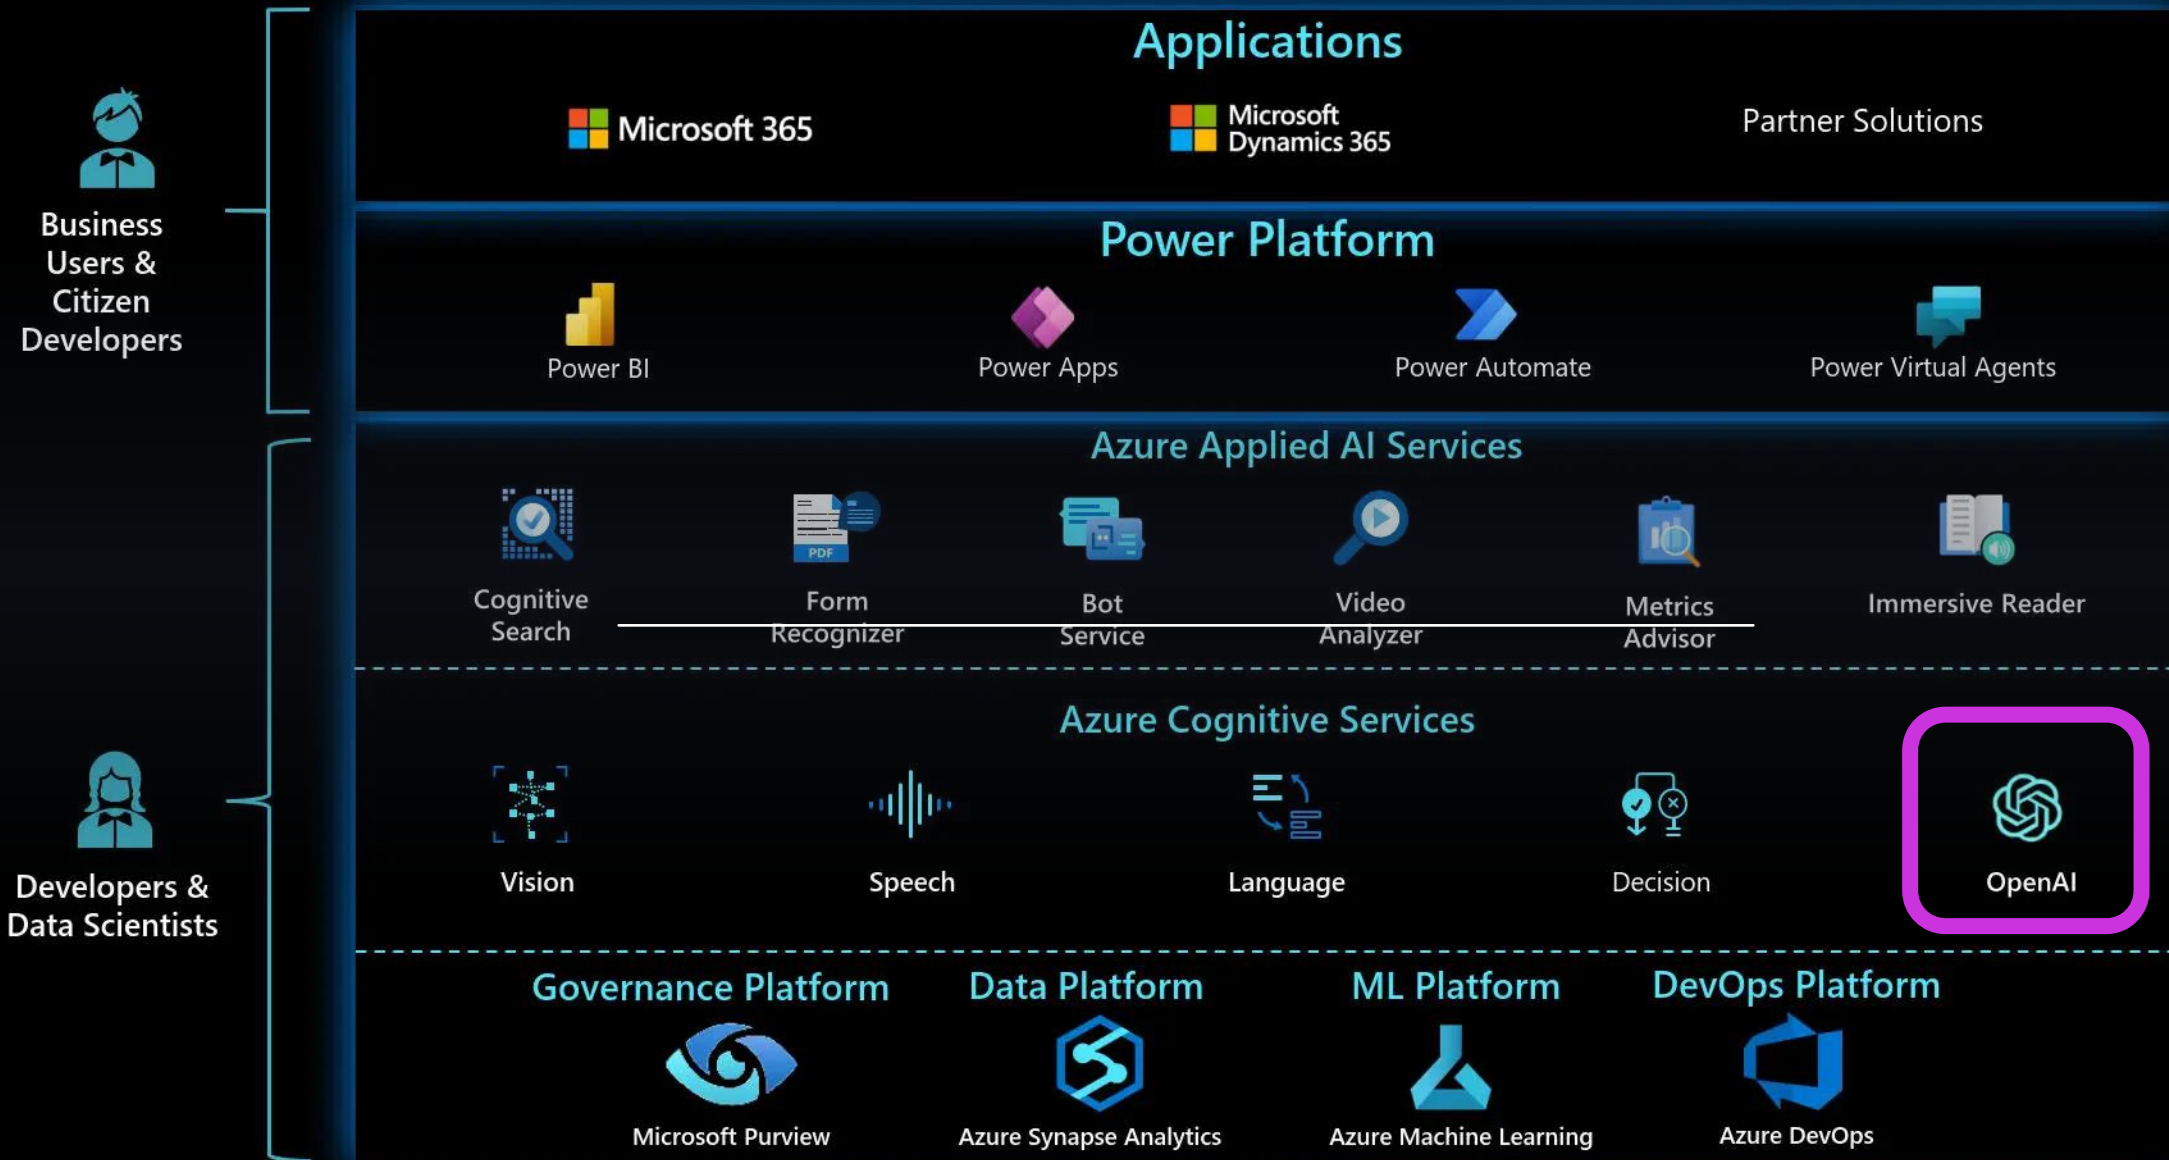 Applications
Microsoft 365
Microsoft
Dynamics 365
Partner Solutions
Business
Users &
Citizen
Developers
Power Platform
Power BI
Power Apps
Power Automate
Power Virtual Agents
Azure Applied AI Services
PDF
Cognitive
Search
Form
Recognizer
Bot
Service
Video
Analyzer
Metrics
Advisor
Immersive Reader
Developers &
Data Scientists
Azure Cognitive Services
Vision
Speech
Language
Decision
OpenAI
Governance Platform
Data Platform
ML Platform
DevOps Platform
Microsoft Purview
Azure Synapse Analytics
Azure Machine Learning
Azure DevOps